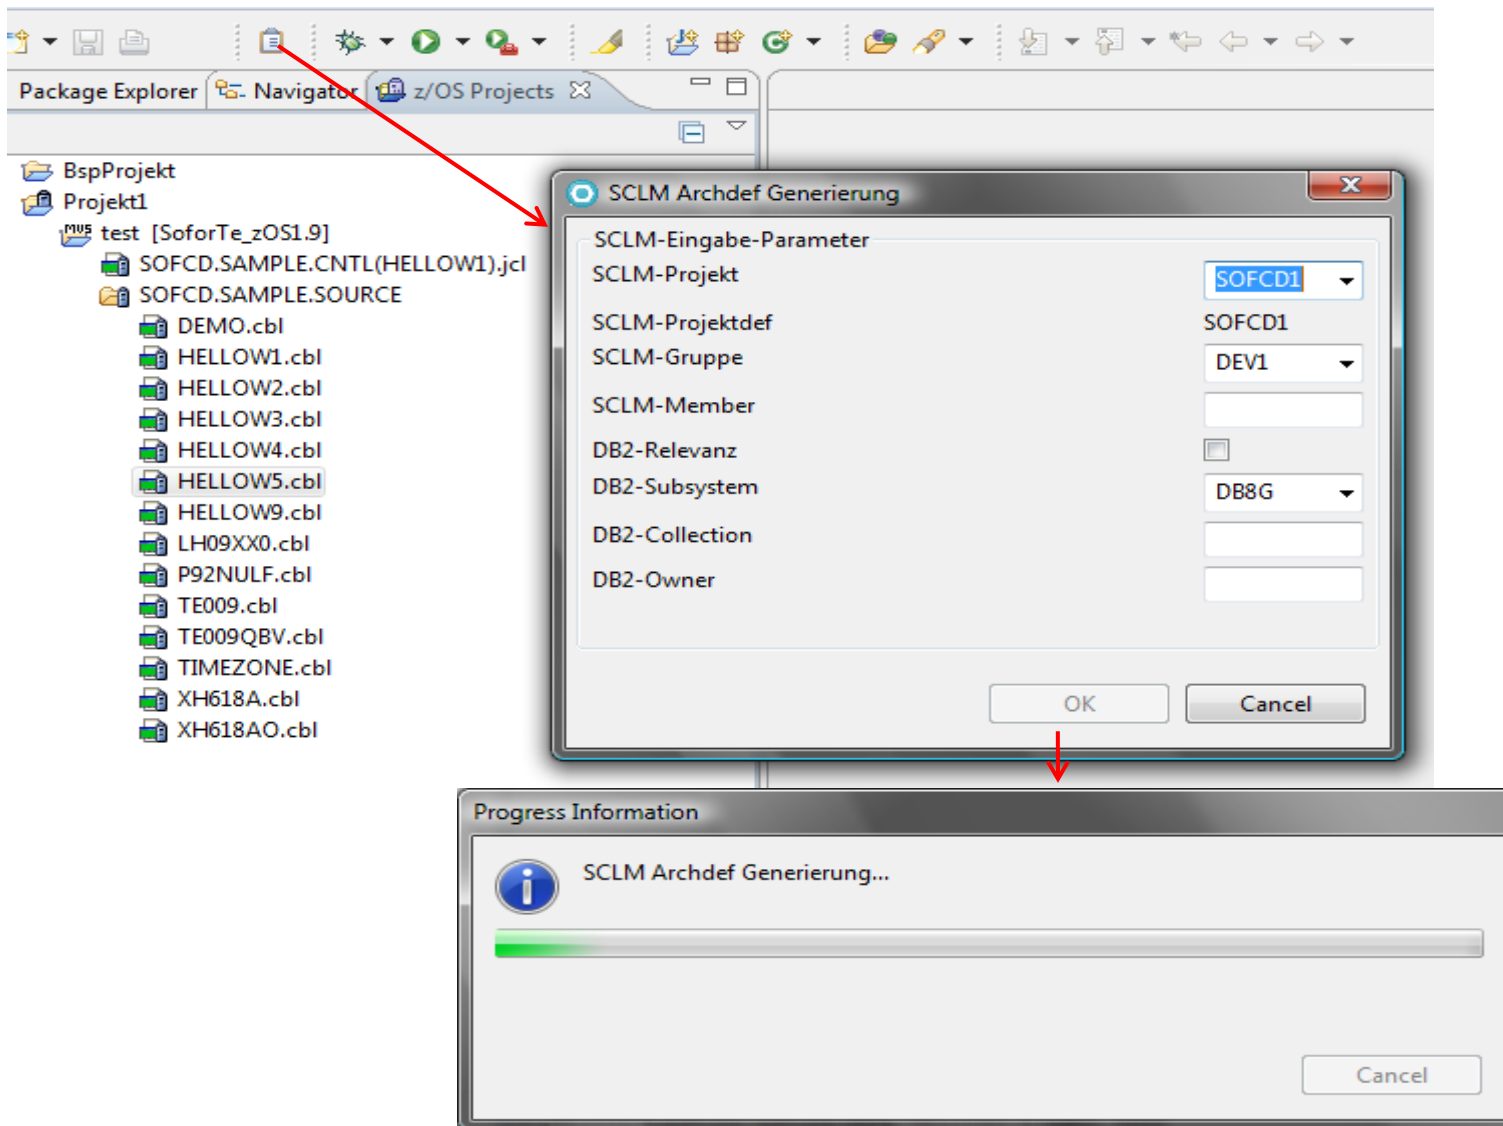 Package Explorer Navigator z/OS Projects
BspProjekt
Projekt1
MVS test [SoforTe_zOS1.9]
SOFCD.SAMPLE.CNTL(HELLOW1).jcl
SOFCD.SAMPLE.SOURCE
DEMO.cbl
HELLOW1.cbl
HELLOW2.cbl
HELLOW3.cbl
HELLOW4.cbl
HELLOW5.cbl
HELLOW9.cbl
LH09XX0.cbl
P92NULF.cbl
TE009.cbl
TE009QBV.cbl
TIMEZONE.cbl
XH618A.cbl
XH618AO.cbl
SCLM Archdef Generierung
SCLM-Eingabe-Parameter
SCLM-Projekt SOFCD1
SCLM-Projektdef SOFCD1
SCLM-Gruppe DEV1
SCLM-Member
DB2-Relevanz
DB2-Subsystem DB8G
DB2-Collection
DB2-Owner
OK Cancel
Progress Information
SCLM Archdef Generierung...
Cancel